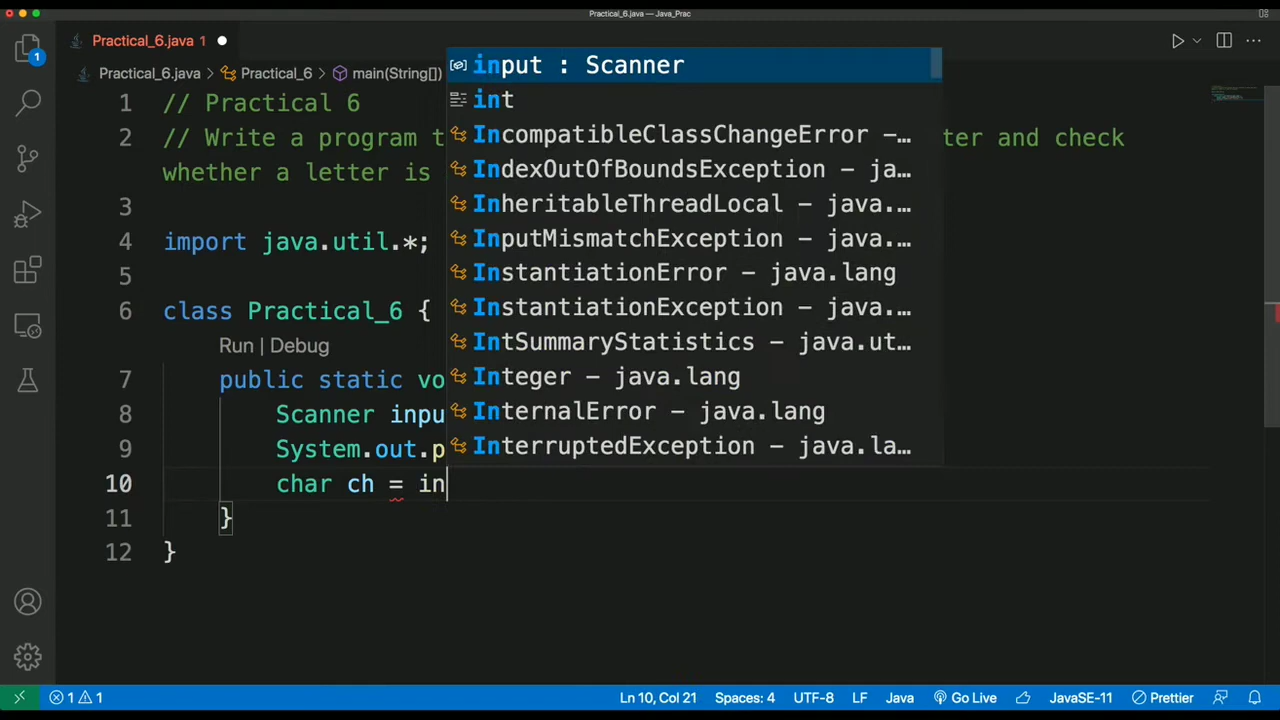 Practical_6.java — Java_Prac
Practical_6.java 1
Practical_6.java > Practical_6 > main(String[])
1 // Practical 6
2 // Write a program t ter and check
whether a letter is
3
4 import java.util.*;
5
6 class Practical_6 {
Run | Debug
7 public static vo
8 Scanner inpu
9 System.out.p
10 char ch = in
11 }
12 }
input : Scanner
int
IncompatibleClassChangeError –…
IndexOutOfBoundsException – ja…
InheritableThreadLocal – java.…
InputMismatchException – java.…
InstantiationError – java.lang
InstantiationException – java.…
IntSummaryStatistics – java.ut…
Integer – java.lang
InternalError – java.lang
InterruptedException – java.la…
1
1 1 Ln 10, Col 21 Spaces: 4 UTF-8 LF Java Go Live JavaSE-11 Prettier